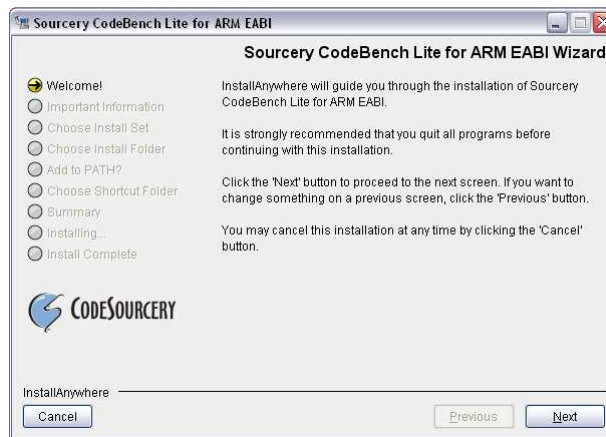 Sourcery CodeBench Lite for ARM EABI
Sourcery CodeBench Lite for ARM EABI Wizard
Welcome!
Important Information
Choose Install Set
Choose Install Folder
Add to PATH?
Choose Shortcut Folder
Summary
Installing...
Install Complete
InstallAnywhere will guide you through the installation of Sourcery
CodeBench Lite for ARM EABI.
It is strongly recommended that you quit all programs before
continuing with this installation.
Click the 'Next' button to proceed to the next screen. If you want to
change something on a previous screen, click the 'Previous' button.
You may cancel this installation at any time by clicking the 'Cancel'
button.
CODESOURCERY
InstallAnywhere
Cancel
Previous
Next